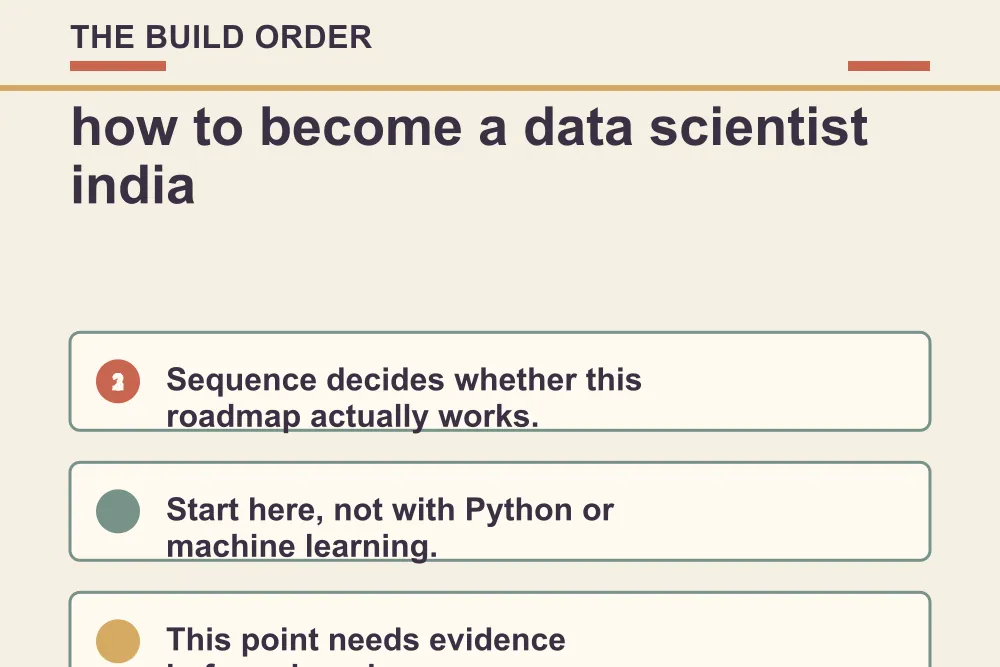 THE BUILD ORDER
how to become a data scientist
india
Sequence decides whether this
roadmap actually works.
Start here, not with Python or
machine learning.
This point needs evidence